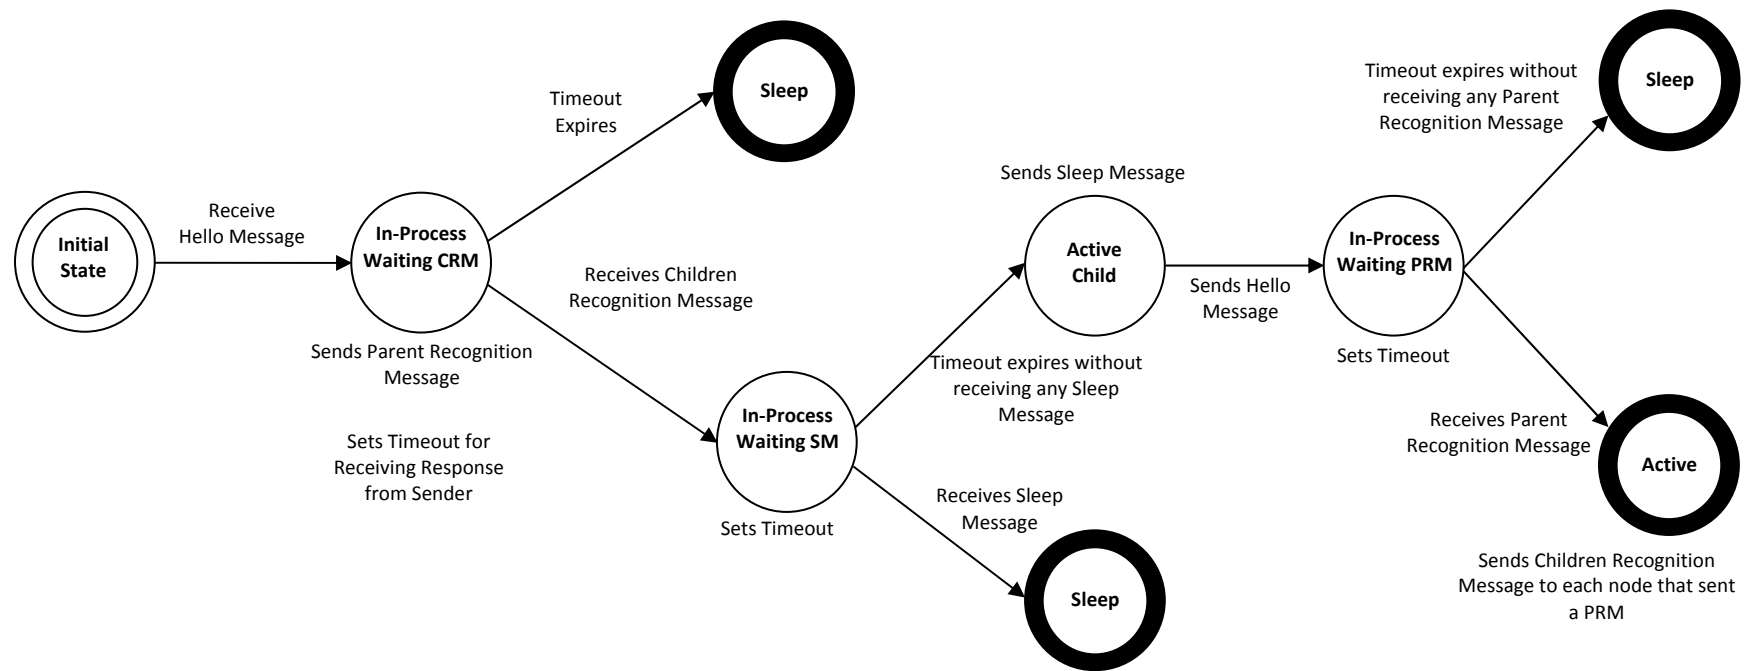 Initial
State
Receive
Hello Message
In-Process
Waiting CRM
Sends Parent Recognition
Message
Sets Timeout for
Receiving Response
from Sender
Timeout
Expires
Sleep
Receives Children
Recognition Message
In-Process
Waiting SM
Sets Timeout
Timeout expires without
receiving any Sleep
Message
Receives Sleep
Message
Sleep
Sends Sleep Message
Active
Child
Sends Hello
Message
In-Process
Waiting PRM
Sets Timeout
Timeout expires without
receiving any Parent
Recognition Message
Sleep
Receives Parent
Recognition Message
Active
Sends Children Recognition
Message to each node that sent
a PRM